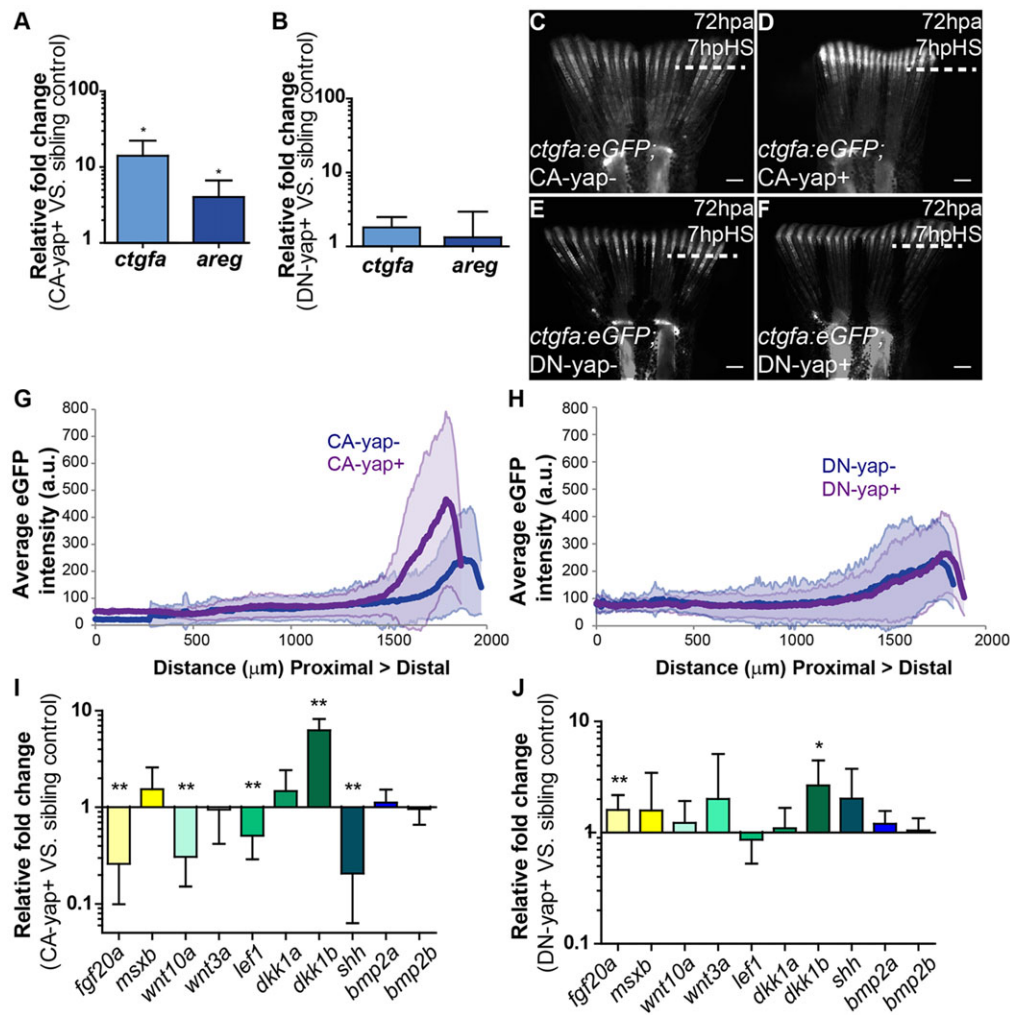 A
Relative fold change
(CA-yap+ VS. sibling control)
100
10
1
*
*
ctgfa
areg
B
Relative fold change
(DN-yap+ VS. sibling control)
100
10
1
ctgfa
areg
C
72hpa
7hpHS
ctgfa:eGFP;
CA-yap-
D
72hpa
7hpHS
ctgfa:eGFP;
CA-yap+
E
72hpa
7hpHS
ctgfa:eGFP;
DN-yap-
F
72hpa
7hpHS
ctgfa:eGFP;
DN-yap+
G
Average eGFP
intensity (a.u.)
800
700
600
500
400
300
200
100
0
CA-yap-
CA-yap+
0
500
1000
1500
2000
Distance (μm) Proximal > Distal
H
Average eGFP
intensity (a.u.)
800
700
600
500
400
300
200
100
0
DN-yap-
DN-yap+
0
500
1000
1500
2000
Distance (μm) Proximal > Distal
I
Relative fold change
(CA-yap+ VS. sibling control)
10
1
0.1
**
**
**
**
**
fgf20a
msxb
wnt10a
wnt3a
lef1
dkk1a
dkk1b
shh
bmp2a
bmp2b
J
Relative fold change
(DN-yap+ VS. sibling control)
10
1
0.1
**
*
fgf20a
msxb
wnt10a
wnt3a
lef1
dkk1a
dkk1b
shh
bmp2a
bmp2b